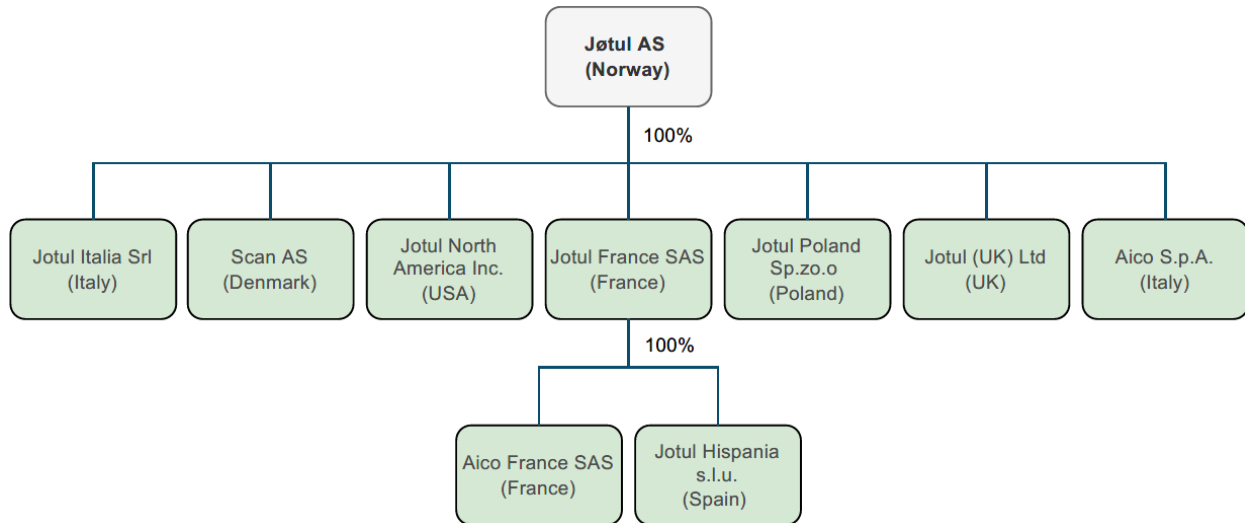 Jøtul AS
(Norway)
100%
Jotul Italia Srl
(Italy)
Scan AS
(Denmark)
Jotul North
America Inc.
(USA)
Jotul France SAS
(France)
Jotul Poland
Sp.zo.o
(Poland)
Jotul (UK) Ltd
(UK)
Aico S.p.A.
(Italy)
100%
Aico France SAS
(France)
Jotul Hispania
s.l.u.
(Spain)